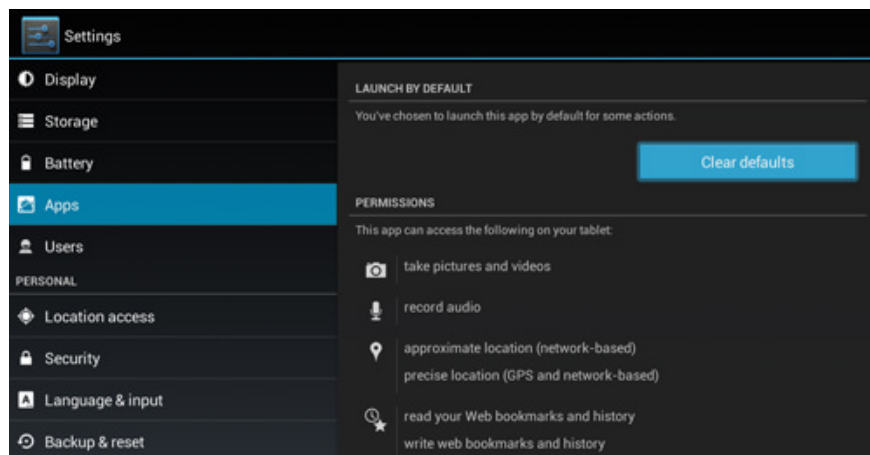 Settings
Display
Storage
Battery
Apps
Users
PERSONAL
Location access
Security
Language & input
Backup & reset
LAUNCH BY DEFAULT
You've chosen to launch this app by default for some actions.
Clear defaults
PERMISSIONS
This app can access the following on your tablet:
take pictures and videos
record audio
approximate location (network-based)
precise location (GPS and network-based)
read your Web bookmarks and history
write web bookmarks and history